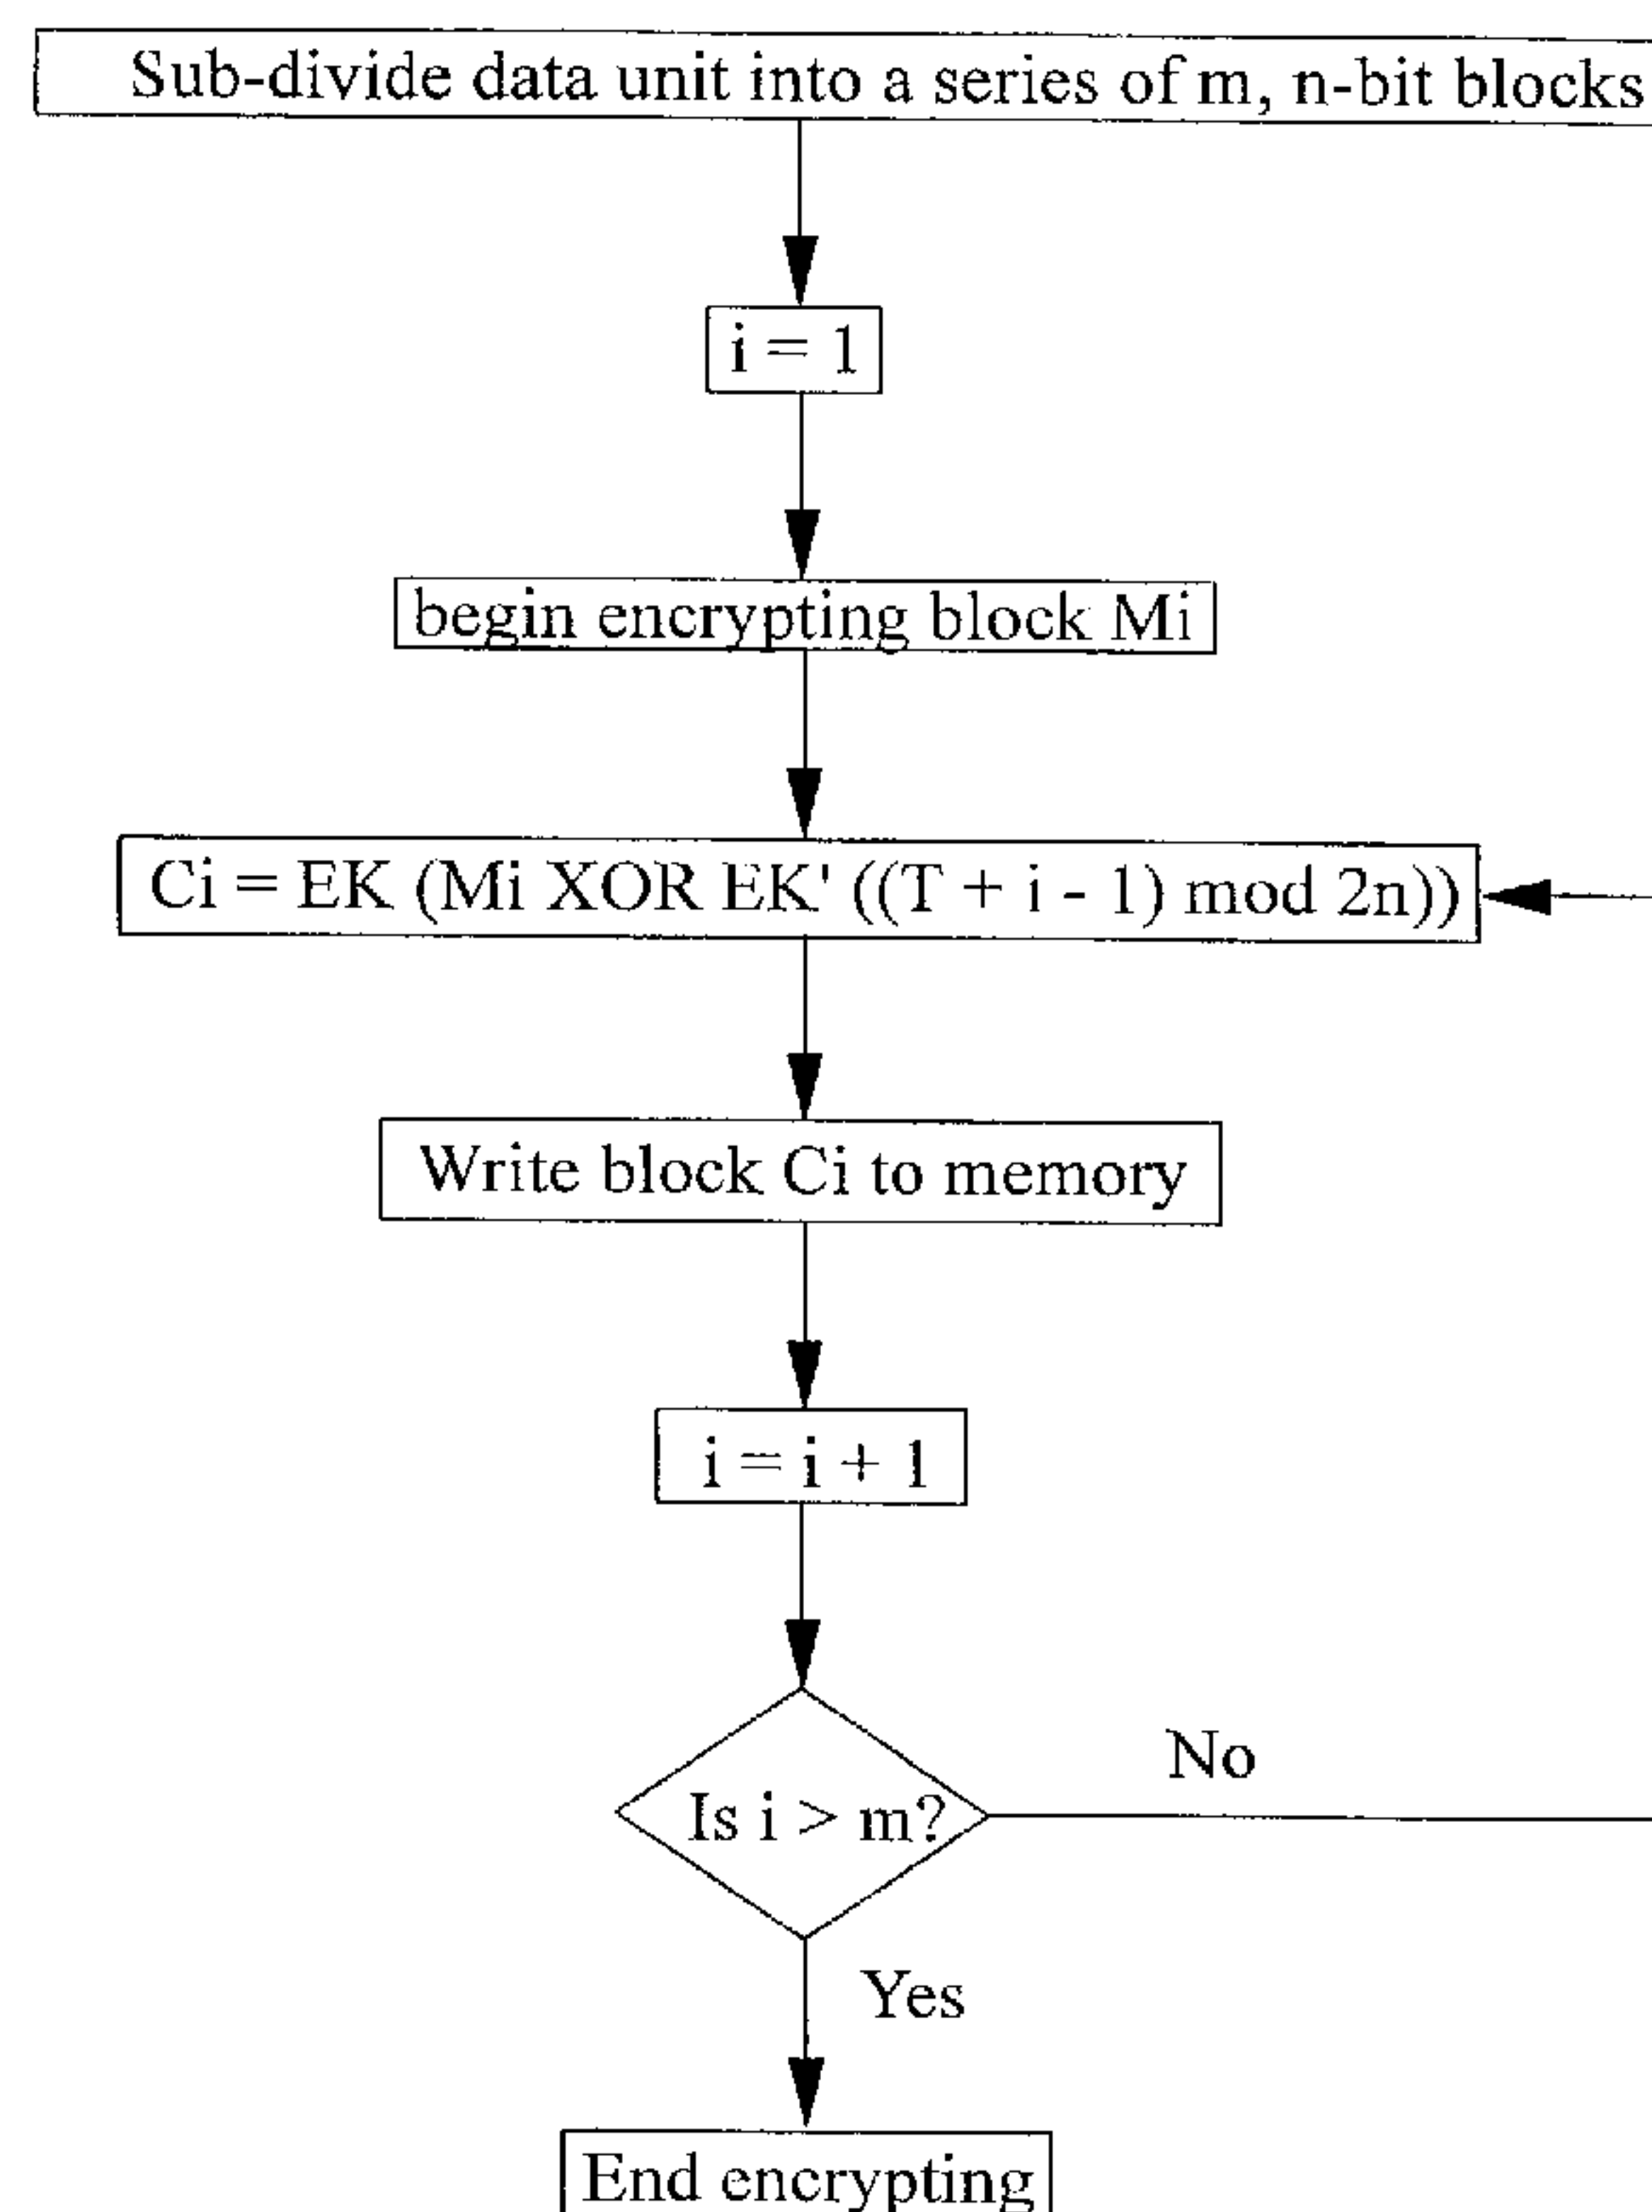 Sub-divide data unit into a series of m, n-bit blocks
i = 1
begin encrypting block Mi
Ci = EK (Mi XOR EK' ((T + i - 1) mod 2n))
Write block Ci to memory
i = i + 1
Is i > m?
No
Yes
End encrypting